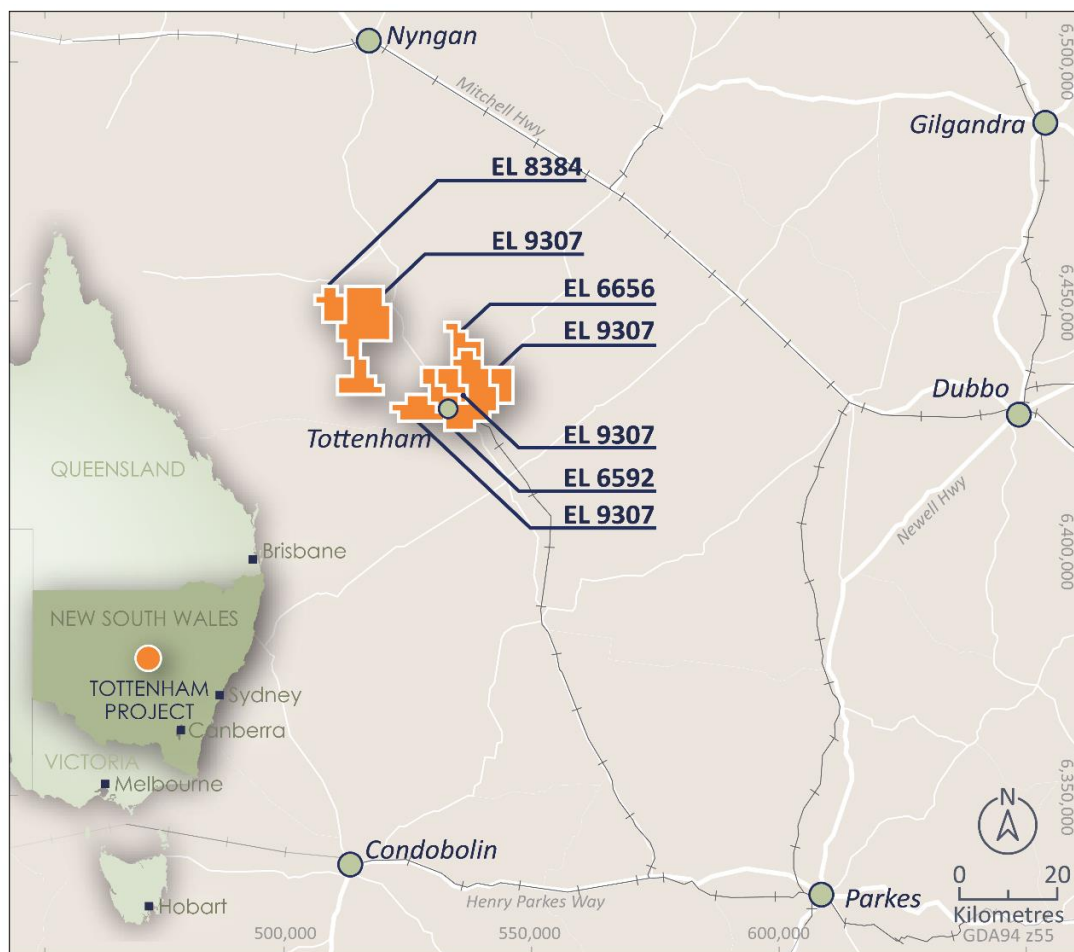 Nyngan
Mitchell Hwy
Gilgandra
6,500,000
EL 8384
EL 9307
EL 6656
EL 9307
6,450,000
Dubbo
Tottenham
EL 9307
EL 6592
EL 9307
QUEENSLAND
Newell Hwy
Brisbane
6,400,000
NEW SOUTH WALES
TOTTENHAM
PROJECT
Sydney
Canberra
VICTORIA
Melbourne
6,350,000
N
Condobolin
0 20
Kilometres
Henry Parkes Way
Parkes
Hobart
500,000
550,000
600,000
GDA94 z55